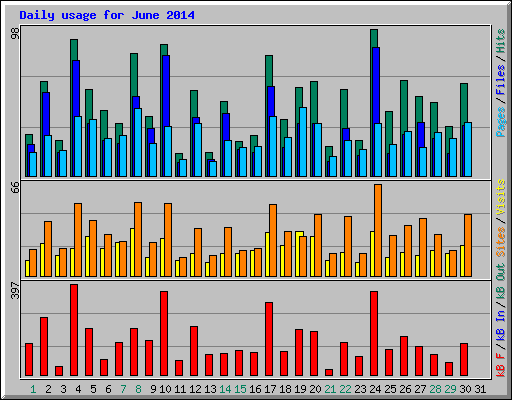 Daily usage for June 2014
98
Pages / Files / Hits
66
Sites / Visits
397
kB F / kB In / kB Out
1 2 3 4 5 6 7 8 9 10 11 12 13 14 15 16 17 18 19 20 21 22 23 24 25 26 27 28 29 30 31